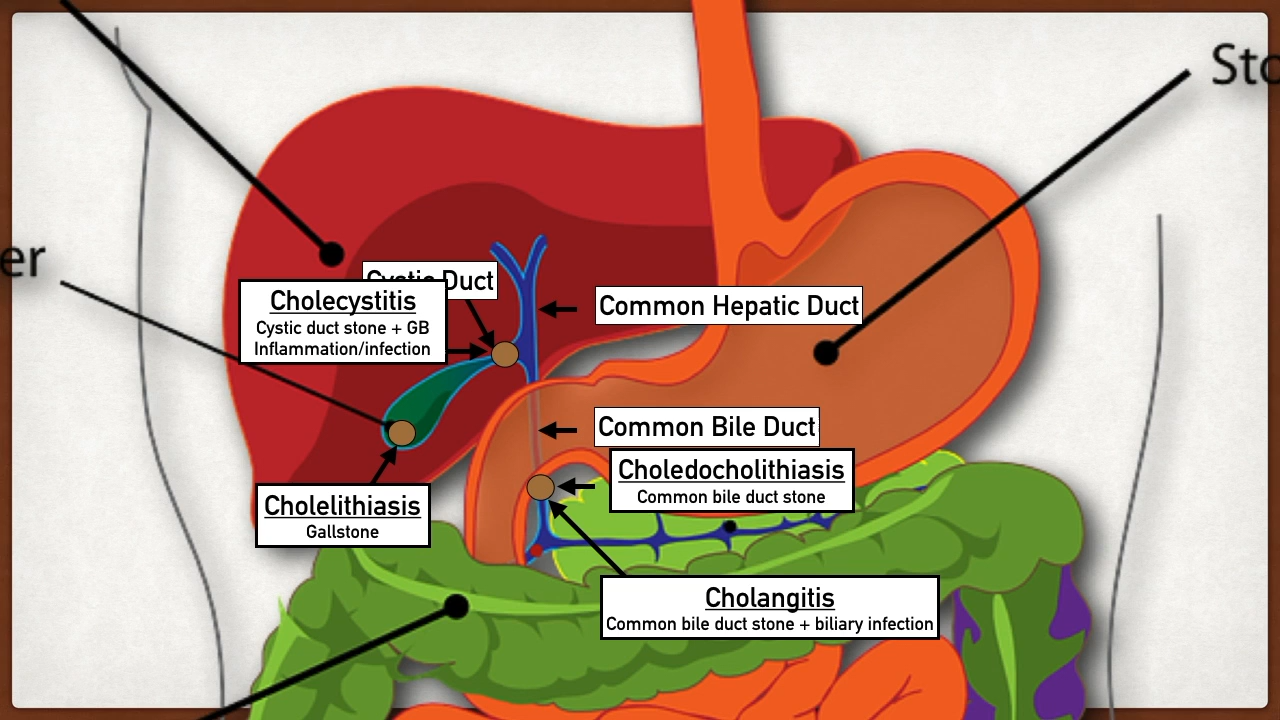 Sto
er
Cystic Duct
Cholecystitis
Cystic duct stone + GB
Inflammation/infection
Common Hepatic Duct
Common Bile Duct
Choledocholithiasis
Common bile duct stone
Cholelithiasis
Gallstone
Cholangitis
Common bile duct stone + biliary infection